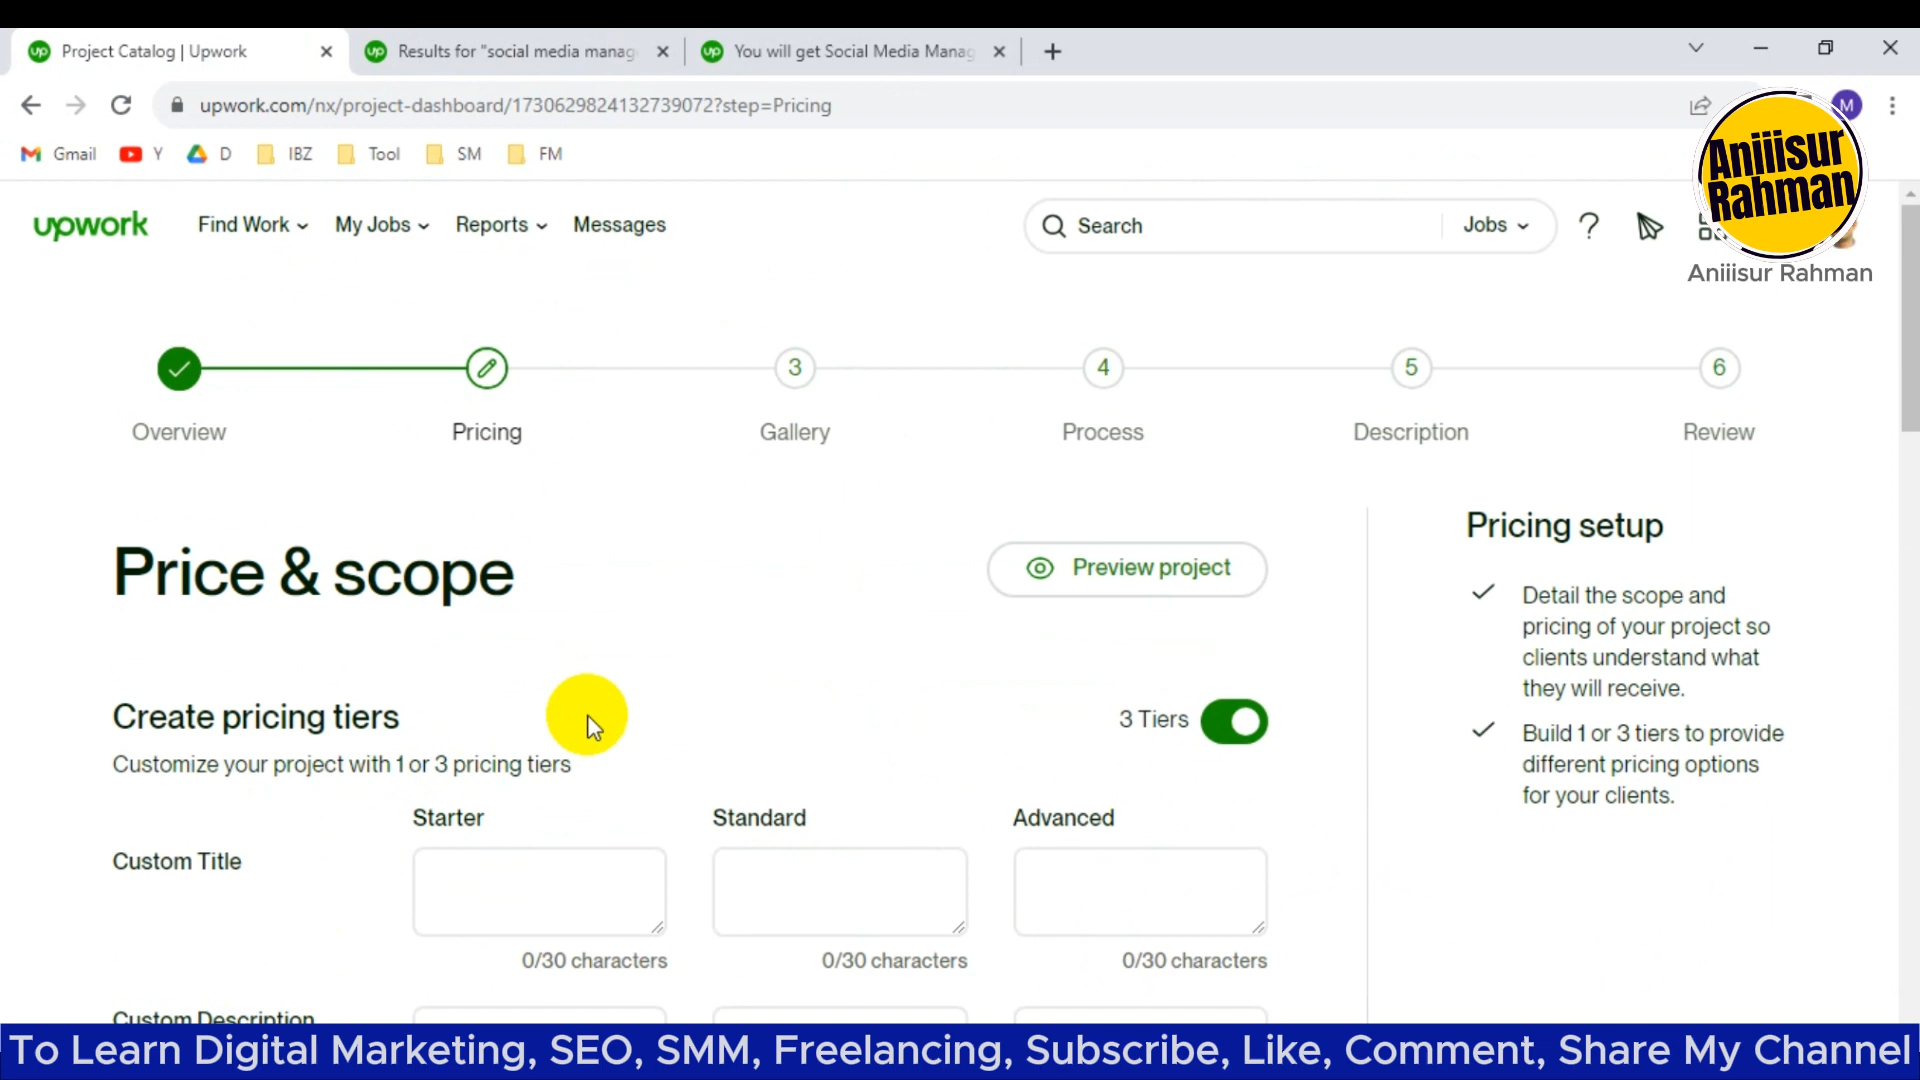 Project Catalog | Upwork
Results for "social media manag
You will get Social Media Manag
upwork.com/nx/project-dashboard/1730629824132739072?step=Pricing
M
Gmail
Y
D
IBZ
Tool
SM
FM
Aniiisur
Rahman
Aniiisur Rahman
upwork
Find Work
My Jobs
Reports
Messages
Search
Jobs
?
3
4
5
6
Overview
Pricing
Gallery
Process
Description
Review
Price & scope
Preview project
Pricing setup
Detail the scope and
pricing of your project so
clients understand what
they will receive.
Build 1 or 3 tiers to provide
different pricing options
for your clients.
Create pricing tiers
3 Tiers
Customize your project with 1 or 3 pricing tiers
Starter
Standard
Advanced
Custom Title
0/30 characters
0/30 characters
0/30 characters
Custom Description
To Learn Digital Marketing, SEO, SMM, Freelancing, Subscribe, Like, Comment, Share My Channel